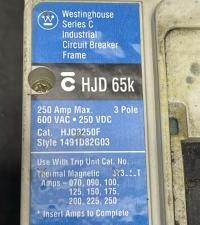 Westinghouse
Series C
Industrial
Circuit Breaker
Frame
HJD 65k
250 Amp Max. 3 Pole
600 VAC • 250 VDC
Cat. HJD3250F
Style 1491D82G03
Use With Trip Unit Cat. No.
Thermal Magnetic
Amps – 070, 090, 100,
125, 150, 175,
200, 225, 250
* Insert Amps to Complete